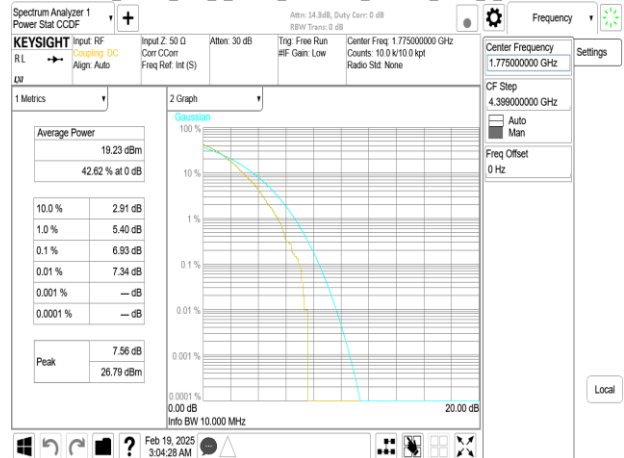 Spectrum Analyzer 1
Power Stat CCDF
+
Attn: 14.8dB, Duty Corr: 0 dB
RBW Trans: 0 dB
Frequency
KEYSIGHT
RL
LXI
Input: RF
Coupling: DC
Align: Auto
Input Z: 50 Ω
Corr CCorr
Freq Ref: Int (S)
Atten: 30 dB
Trig: Free Run
#IF Gain: Low
Center Freq: 1.775000000 GHz
Counts: 10.0 k/10.0 kpt
Radio Std: None
Center Frequency
1.775000000 GHz
Settings
CF Step
4.399000000 GHz
Auto
Man
Freq Offset
0 Hz
Local
1 Metrics
Average Power
19.23 dBm
42.62 % at 0 dB
10.0 % 2.91 dB
1.0 % 5.40 dB
0.1 % 6.93 dB
0.01 % 7.34 dB
0.001 % --- dB
0.0001 % --- dB
Peak
7.56 dB
26.79 dBm
2 Graph
Gaussian
100 %
10 %
1 %
0.1 %
0.01 %
0.001 %
0.0001 %
0.00 dB 20.00 dB
Info BW 10.000 MHz
?
Feb 19, 2025
3:04:28 AM